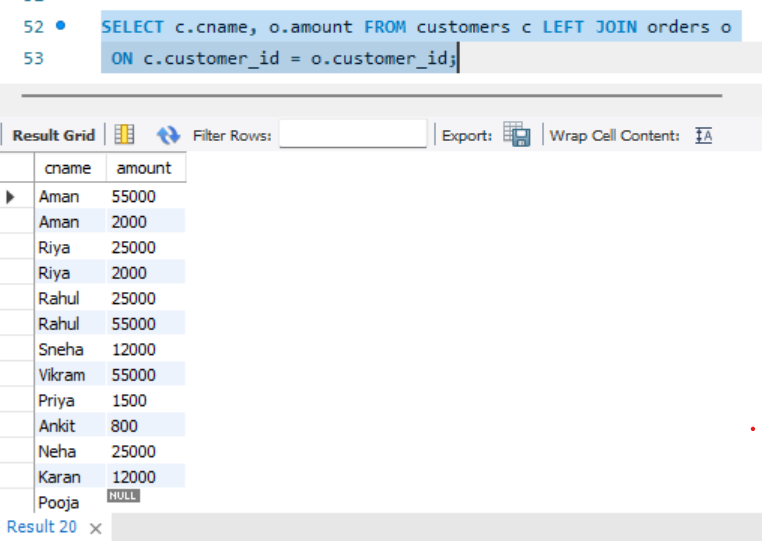 52 SELECT c.cname, o.amount FROM customers c LEFT JOIN orders o
53 ON c.customer_id = o.customer_id;
Result Grid Filter Rows: Export: Wrap Cell Content: IA
cname amount
Aman 55000
Aman 2000
Riya 25000
Riya 2000
Rahul 25000
Rahul 55000
Sneha 12000
Vikram 55000
Priya 1500
Ankit 800
Neha 25000
Karan 12000
Pooja NULL
Result 20 ×